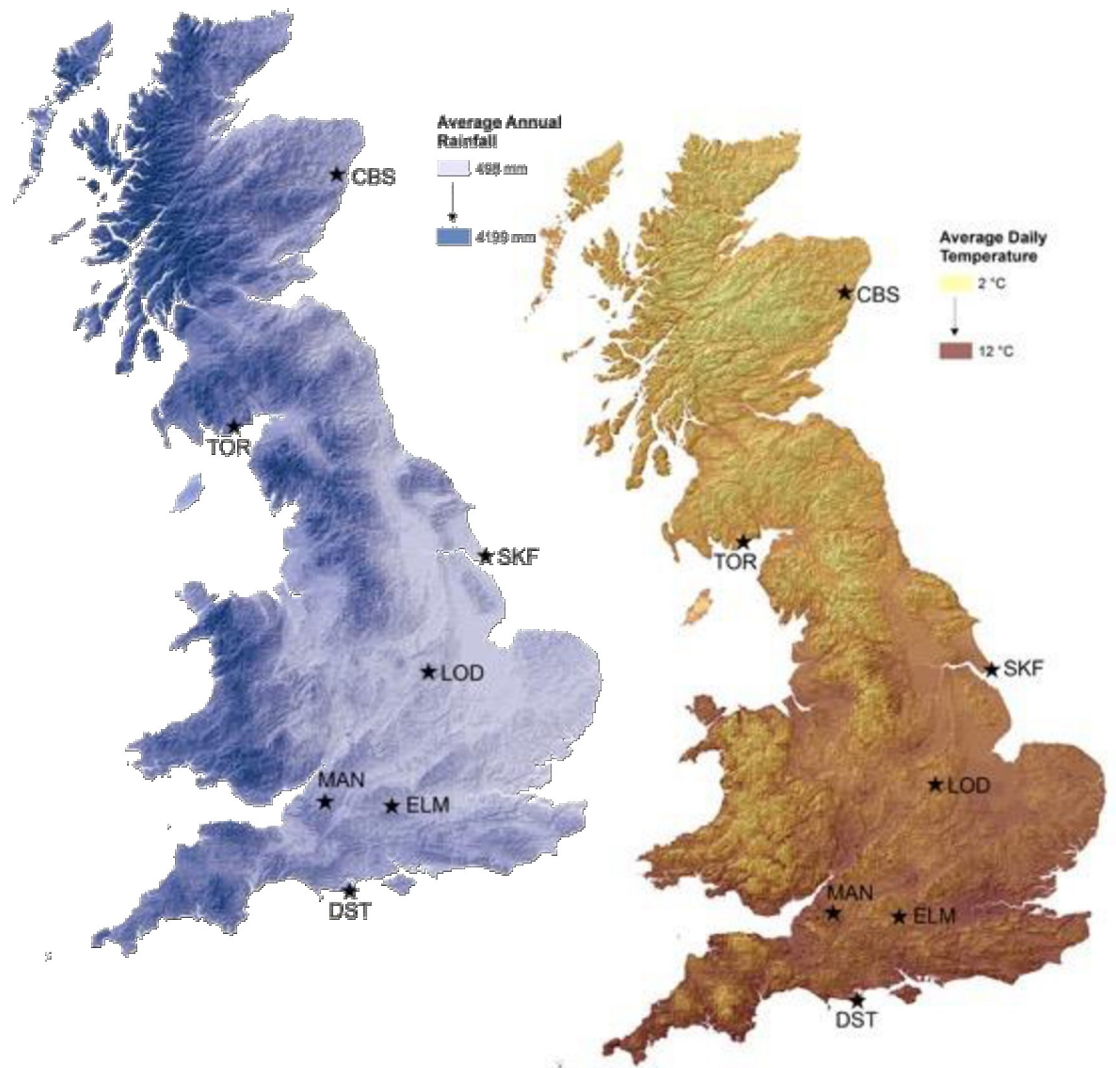 Average Annual
Rainfall
498 mm
4199 mm
CBS
TOR
SKF
LOD
MAN
ELM
DST
Average Daily
Temperature
2 °C
12 °C
CBS
TOR
SKF
LOD
MAN
ELM
DST